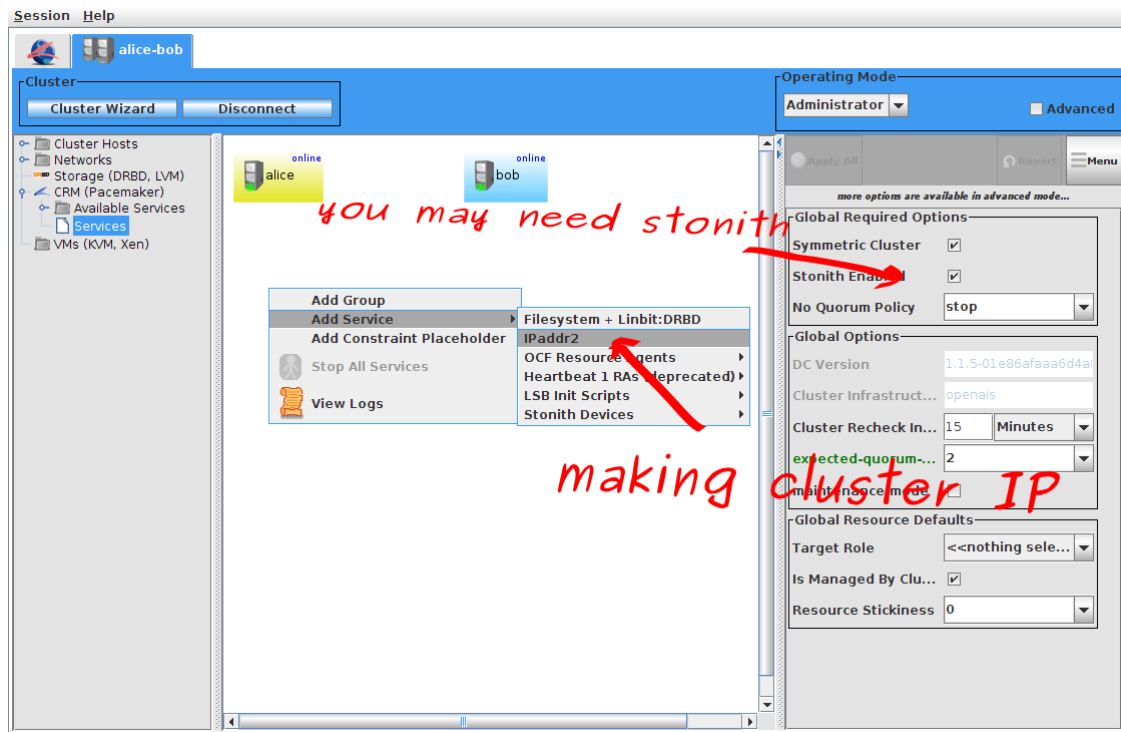 Session Help
alice-bob
Cluster
Cluster Wizard Disconnect
Operating Mode
Administrator
Advanced
Cluster Hosts
Networks
Storage (DRBD, LVM)
CRM (Pacemaker)
Available Services
Services
VMs (KVM, Xen)
online
alice
online
bob
you may need stonith
Add Group
Add Service
Add Constraint Placeholder
Stop All Services
View Logs
Filesystem + Linbit:DRBD
IPaddr2
OCF Resource Agents
Heartbeat 1 RAs (deprecated)
LSB Init Scripts
Stonith Devices
making cluster IP
Apply All Revert Menu
more options are available in advanced mode...
Global Required Options
Symmetric Cluster
Stonith Enabled
No Quorum Policy stop
Global Options
DC Version 1.1.5-01e86afaaa6d4a
Cluster Infrastruct... openais
Cluster Recheck In... 15 Minutes
expected-quorum-... 2
maintenance mode
Global Resource Defaults
Target Role <<nothing sele...
Is Managed By Clu...
Resource Stickiness 0